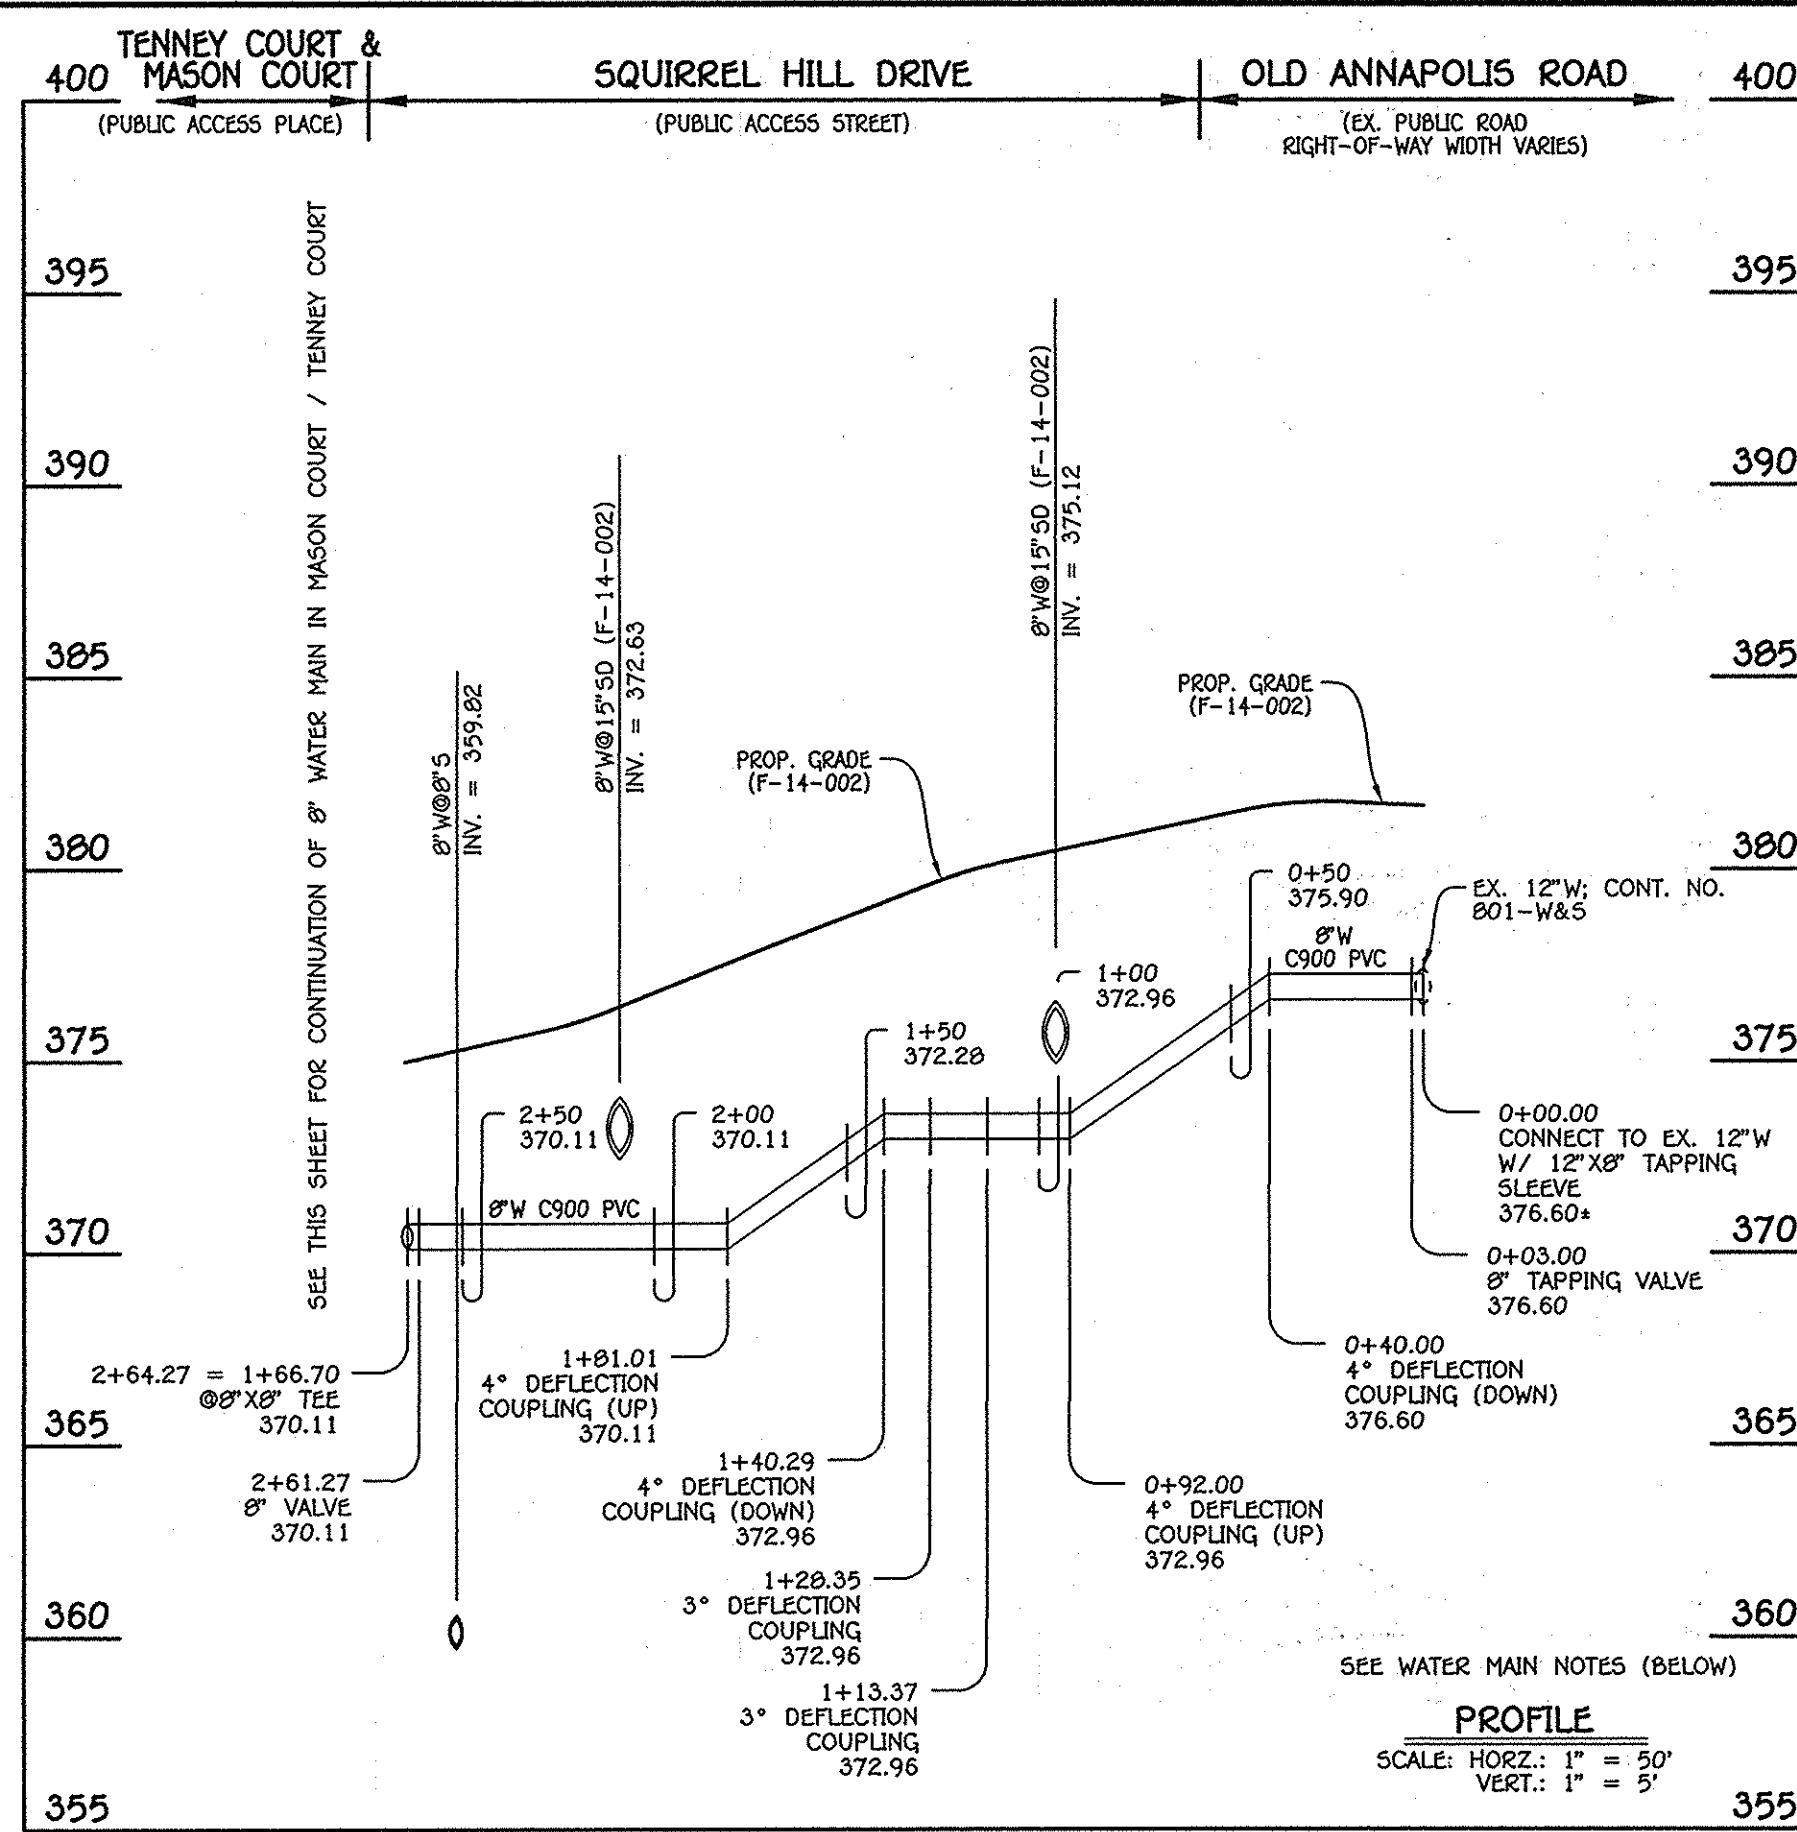 TENNEY COURT &
MASON COURT
(PUBLIC ACCESS PLACE)
SQUIRREL HILL DRIVE
(PUBLIC ACCESS STREET)
OLD ANNAPOLIS ROAD
(EX. PUBLIC ROAD
RIGHT-OF-WAY WIDTH VARIES)
400
395
390
385
380
375
370
365
360
355
400
395
390
385
380
375
370
365
360
355
SEE THIS SHEET FOR CONTINUATION OF 8" WATER MAIN IN MASON COURT / TENNEY COURT
8"W@8"S
INV. = 359.82
8"W@15"SD (F-14-002)
INV. = 372.63
8"W@15"SD (F-14-002)
INV. = 375.12
PROP. GRADE
(F-14-002)
PROP. GRADE
(F-14-002)
0+50
375.90
EX. 12"W; CONT. NO.
801-W&S
8"W
C900 PVC
1+00
372.96
1+50
372.28
2+50
370.11
2+00
370.11
8"W C900 PVC
0+00.00
CONNECT TO EX. 12"W
W/ 12"X8" TAPPING
SLEEVE
376.60±
0+03.00
8" TAPPING VALVE
376.60
0+40.00
4° DEFLECTION
COUPLING (DOWN)
376.60
2+64.27 = 1+66.70
@8"X8" TEE
370.11
1+81.01
4° DEFLECTION
COUPLING (UP)
370.11
2+61.27
8" VALVE
370.11
1+40.29
4° DEFLECTION
COUPLING (DOWN)
372.96
0+92.00
4° DEFLECTION
COUPLING (UP)
372.96
1+28.35
3° DEFLECTION
COUPLING
372.96
1+13.37
3° DEFLECTION
COUPLING
372.96
SEE WATER MAIN NOTES (BELOW)
PROFILE
SCALE: HORZ.: 1" = 50'
VERT.: 1" = 5'